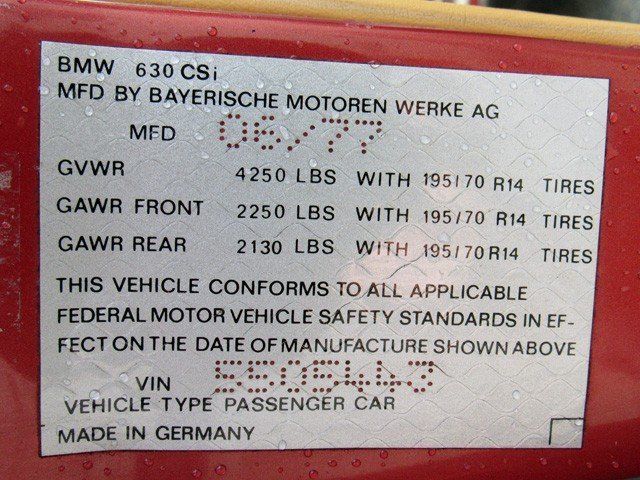 BMW 630 CSi
MFD BY BAYERISCHE MOTOREN WERKE AG
MFD 06/77
GVWR 4250 LBS WITH 195/70 R14 TIRES
GAWR FRONT 2250 LBS WITH 195/70 R14 TIRES
GAWR REAR 2130 LBS WITH 195/70 R14 TIRES
THIS VEHICLE CONFORMS TO ALL APPLICABLE
FEDERAL MOTOR VEHICLE SAFETY STANDARDS IN EF-
FECT ON THE DATE OF MANUFACTURE SHOWN ABOVE
VIN
VEHICLE TYPE PASSENGER CAR
MADE IN GERMANY